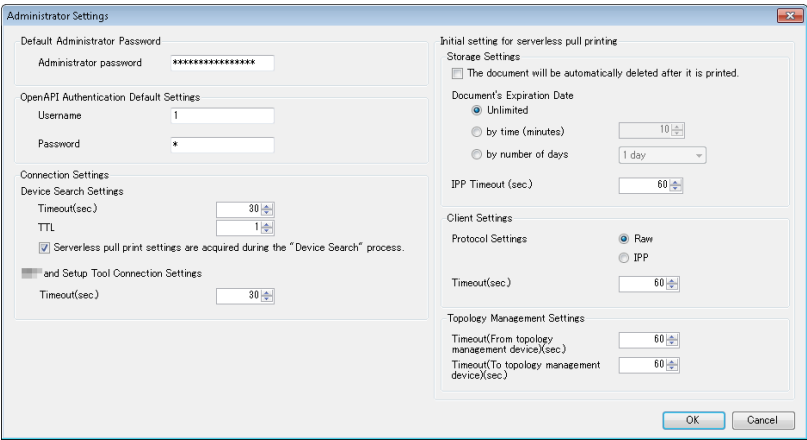 Administrator Settings
Default Administrator Password
Administrator password ****************
OpenAPI Authentication Default Settings
Username 1
Password *
Connection Settings
Device Search Settings
Timeout(sec.) 30
TTL 1
Serverless pull print settings are acquired during the "Device Search" process.
and Setup Tool Connection Settings
Timeout(sec.) 30
Initial setting for serverless pull printing
Storage Settings
The document will be automatically deleted after it is printed.
Document's Expiration Date
Unlimited
by time (minutes) 10
by number of days 1 day
IPP Timeout (sec.) 60
Client Settings
Protocol Settings Raw
IPP
Timeout(sec.) 60
Topology Management Settings
Timeout(From topology
management device)(sec.) 60
Timeout(To topology management
device)(sec.) 60
OK Cancel